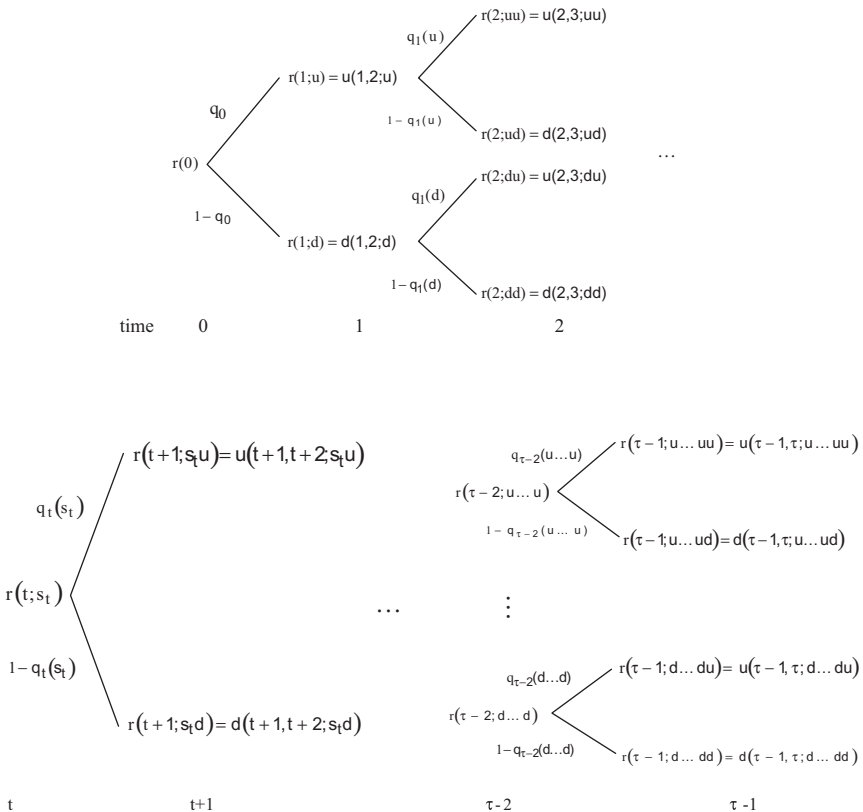 r(2;uu) = u(2,3;uu)
q₁(u)
r(1;u) = u(1,2;u)
1 − q₁(u)
q₀
r(2;ud) = d(2,3;ud)
...
r(0)
r(2;du) = u(2,3;du)
q₁(d)
1 − q₀
r(1;d) = d(1,2;d)
1 − q₁(d)
r(2;dd) = d(2,3;dd)
time 0 1 2
r(t+1;sₜu) = u(t+1,t+2;sₜu)
r(τ−1;u...uu) = u(τ−1,τ;u...uu)
q_{τ−2}(u...u)
qₜ(sₜ)
r(τ−2;u...u)
1 − q_{τ−2}(u...u)
r(τ−1;u...ud) = d(τ−1,τ;u...ud)
r(t;sₜ)
... ⋮
1 − qₜ(sₜ)
r(τ−1;d...du) = u(τ−1,τ;d...du)
q_{τ−2}(d...d)
r(τ−2;d...d)
r(t+1;sₜd) = d(t+1,t+2;sₜd)
1−q_{τ−2}(d...d)
r(τ−1;d...dd) = d(τ−1,τ;d...dd)
t t+1 τ-2 τ-1